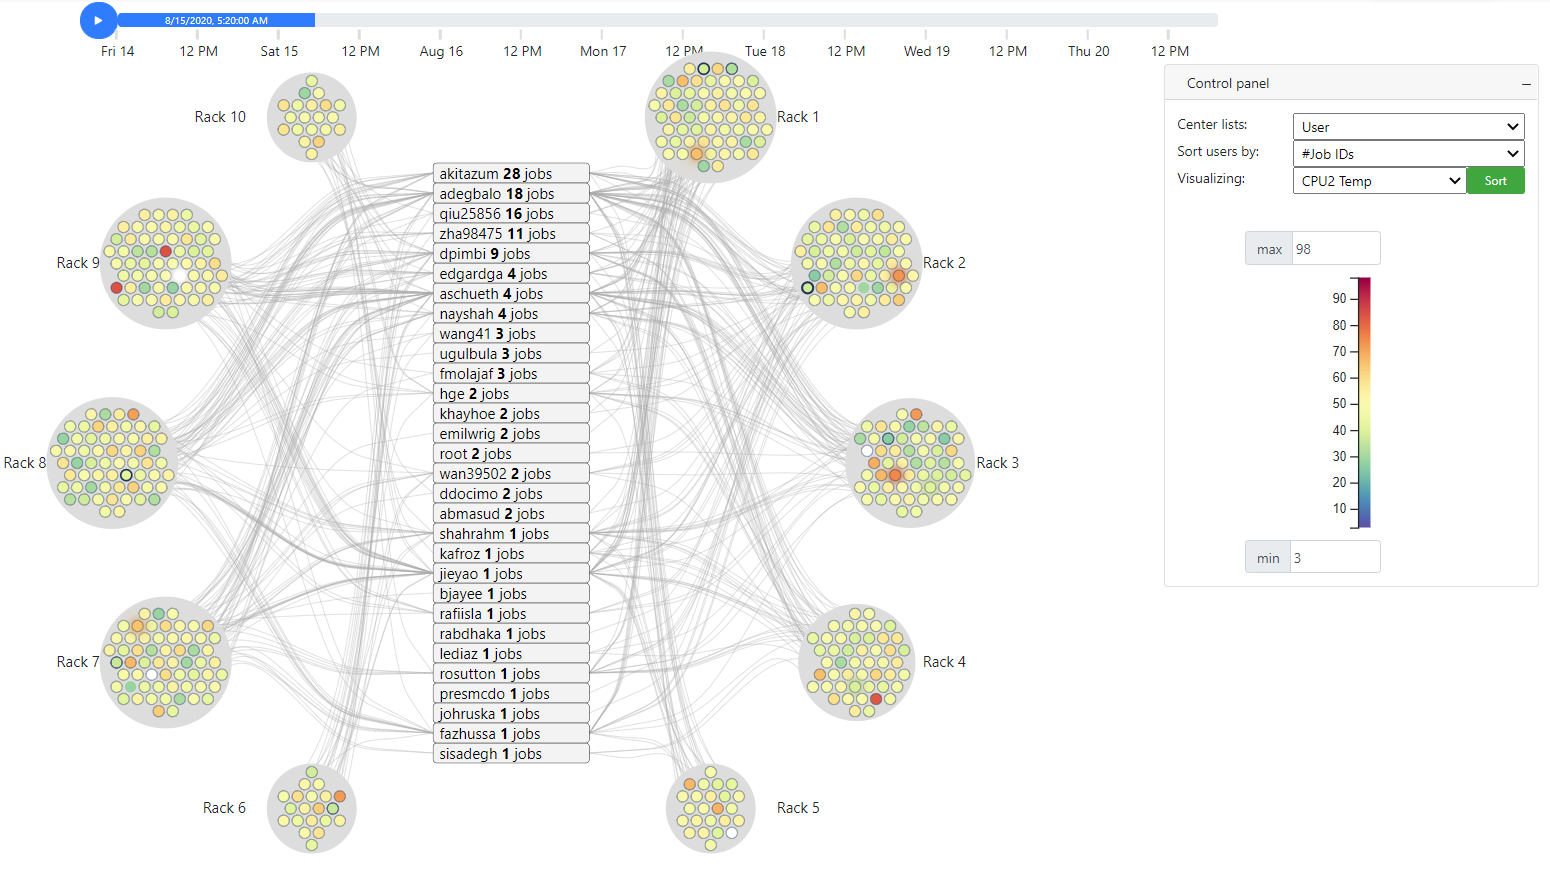 8/15/2020, 5:20:00 AM
Fri 14 12 PM Sat 15 12 PM Aug 16 12 PM Mon 17 12 PM Tue 18 12 PM Wed 19 12 PM Thu 20 12 PM
Control panel
Center lists: User
Sort users by: #Job IDs
Visualizing: CPU2 Temp Sort
max 98
90
80
70
60
50
40
30
20
10
min 3
Rack 10
Rack 1
Rack 9
Rack 2
Rack 8
Rack 3
Rack 7
Rack 4
Rack 6
Rack 5
akitazum 28 jobs
adegbalo 18 jobs
qiu25856 16 jobs
zha98475 11 jobs
dpimbi 9 jobs
edgardga 4 jobs
aschueth 4 jobs
nayshah 4 jobs
wang41 3 jobs
ugulbula 3 jobs
fmolajaf 3 jobs
hge 2 jobs
khayhoe 2 jobs
emilwrig 2 jobs
root 2 jobs
wan39502 2 jobs
ddocimo 2 jobs
abmasud 2 jobs
shahrahm 1 jobs
kafroz 1 jobs
jieyao 1 jobs
bjayee 1 jobs
rafiisla 1 jobs
rabdhaka 1 jobs
lediaz 1 jobs
rosutton 1 jobs
presmcdo 1 jobs
johruska 1 jobs
fazhussa 1 jobs
sisadegh 1 jobs